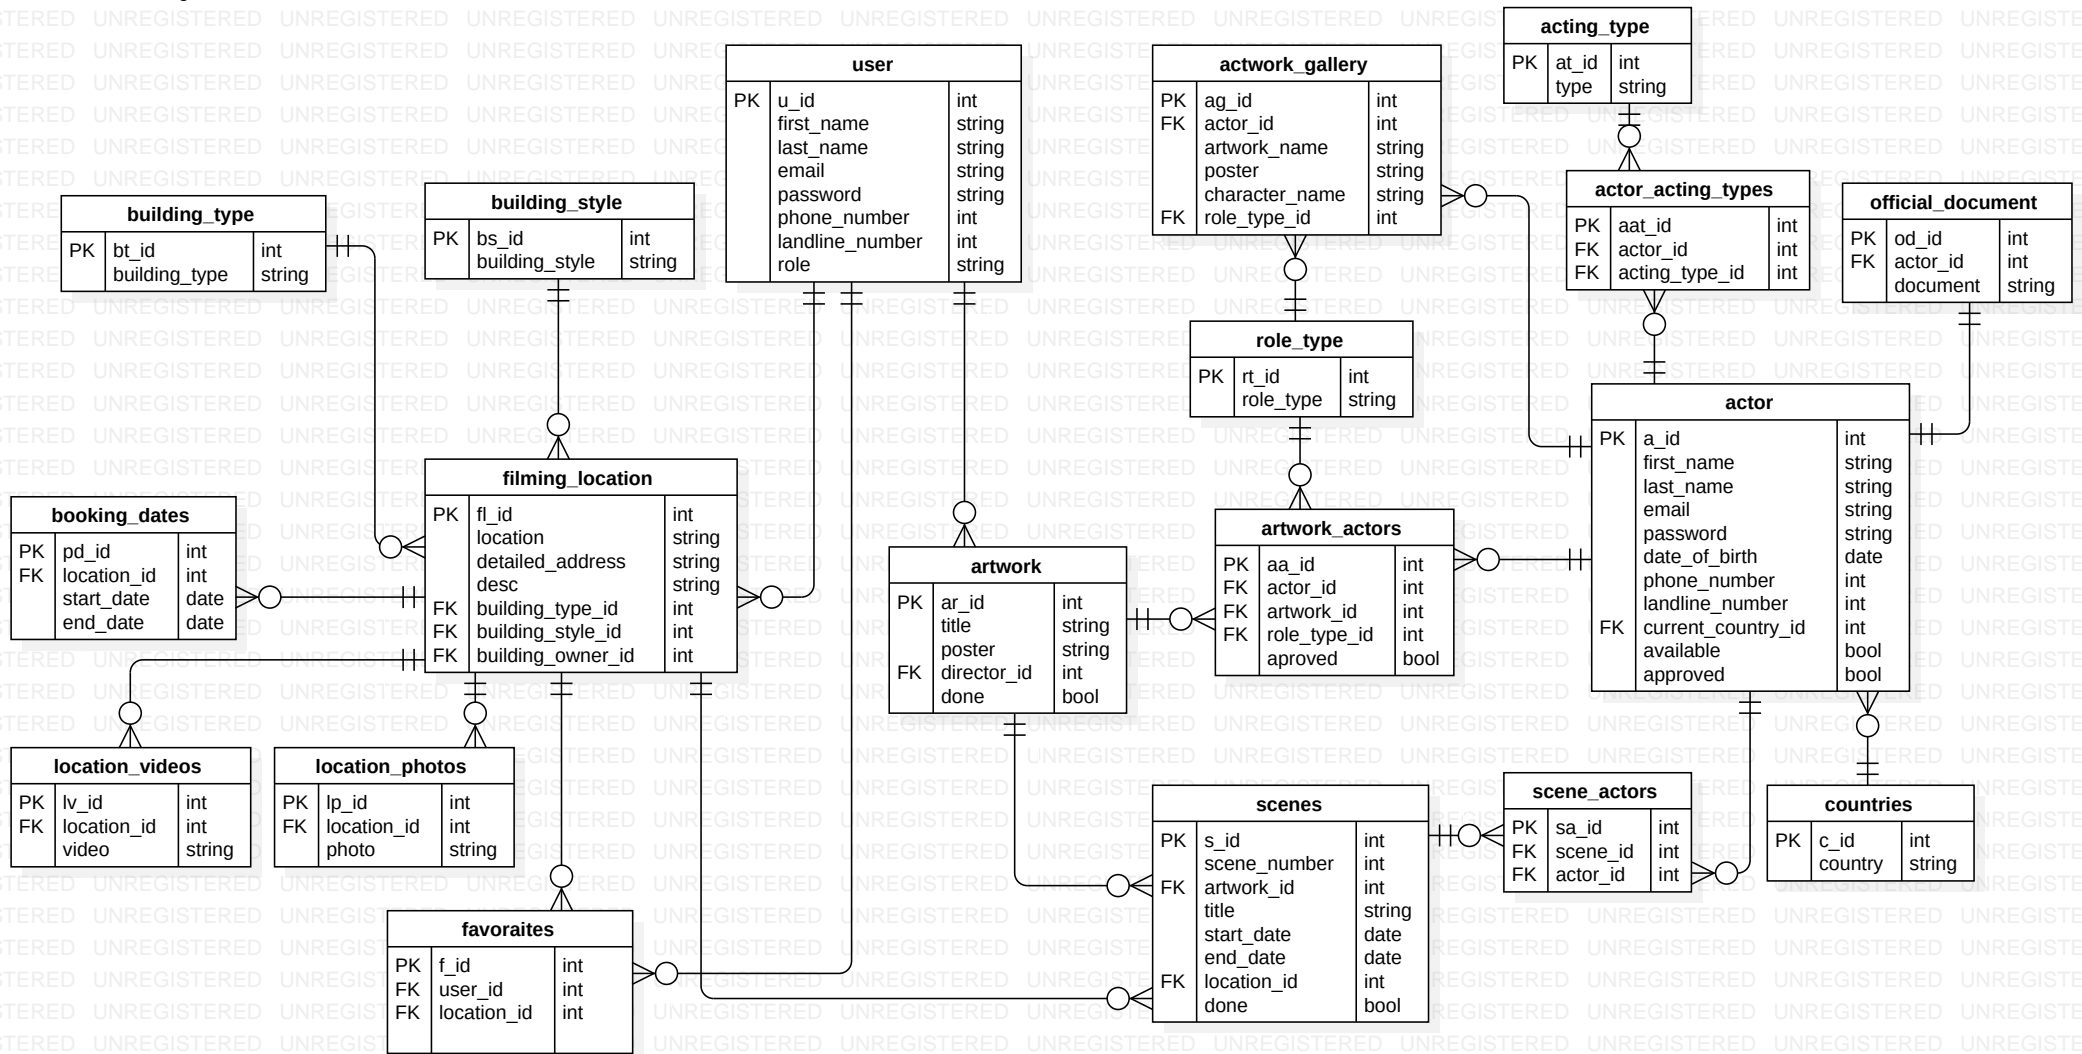 acting_type
PK at_id int
type string
user
PK u_id int
first_name string
last_name string
email string
password string
phone_number int
landline_number int
role string
actwork_gallery
PK ag_id int
FK actor_id int
artwork_name string
poster string
character_name string
FK role_type_id int
actor_acting_types
PK aat_id int
FK actor_id int
FK acting_type_id int
official_document
PK od_id int
FK actor_id int
document string
building_type
PK bt_id int
building_type string
building_style
PK bs_id int
building_style string
role_type
PK rt_id int
role_type string
actor
PK a_id int
first_name string
last_name string
email string
password string
date_of_birth date
phone_number int
landline_number int
FK current_country_id int
available bool
approved bool
filming_location
PK fl_id int
location string
detailed_address string
desc string
FK building_type_id int
FK building_style_id int
FK building_owner_id int
booking_dates
PK pd_id int
FK location_id int
start_date date
end_date date
artwork
PK ar_id int
title string
poster string
FK director_id int
done bool
artwork_actors
PK aa_id int
FK actor_id int
FK artwork_id int
FK role_type_id int
aproved bool
location_videos
PK lv_id int
FK location_id int
video string
location_photos
PK lp_id int
FK location_id int
photo string
scenes
PK s_id int
scene_number int
FK artwork_id int
title string
start_date date
end_date date
FK location_id int
done bool
scene_actors
PK sa_id int
FK scene_id int
FK actor_id int
countries
PK c_id int
country string
favoraites
PK f_id int
FK user_id int
FK location_id int
UNREGISTERED